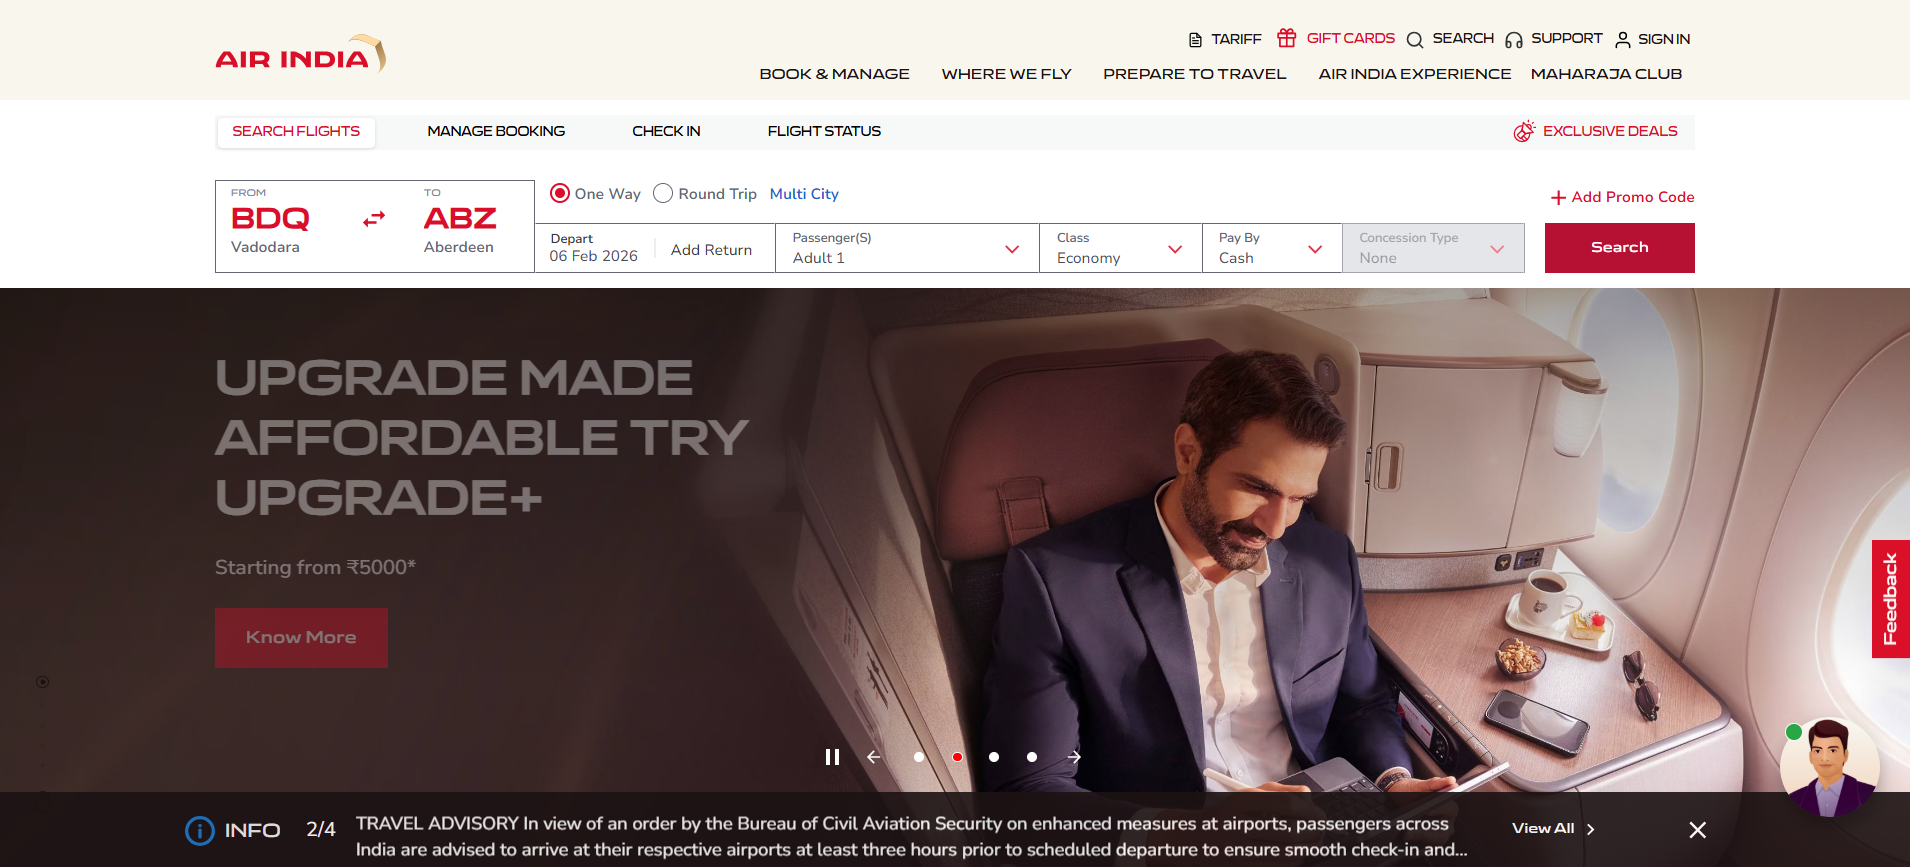 AIR INDIA
TARIFF
GIFT CARDS
SEARCH
SUPPORT
SIGN IN
BOOK & MANAGE
WHERE WE FLY
PREPARE TO TRAVEL
AIR INDIA EXPERIENCE
MAHARAJA CLUB
SEARCH FLIGHTS
MANAGE BOOKING
CHECK IN
FLIGHT STATUS
EXCLUSIVE DEALS
FROM
BDQ
Vadodara
TO
ABZ
Aberdeen
One Way
Round Trip
Multi City
Add Promo Code
Depart
06 Feb 2026
Add Return
Passenger(S)
Adult 1
Class
Economy
Pay By
Cash
Concession Type
None
Search
UPGRADE MADE
AFFORDABLE TRY
UPGRADE+
Starting from ₹5000*
Know More
Feedback
INFO
2/4
TRAVEL ADVISORY In view of an order by the Bureau of Civil Aviation Security on enhanced measures at airports, passengers across
India are advised to arrive at their respective airports at least three hours prior to scheduled departure to ensure smooth check-in and...
View All